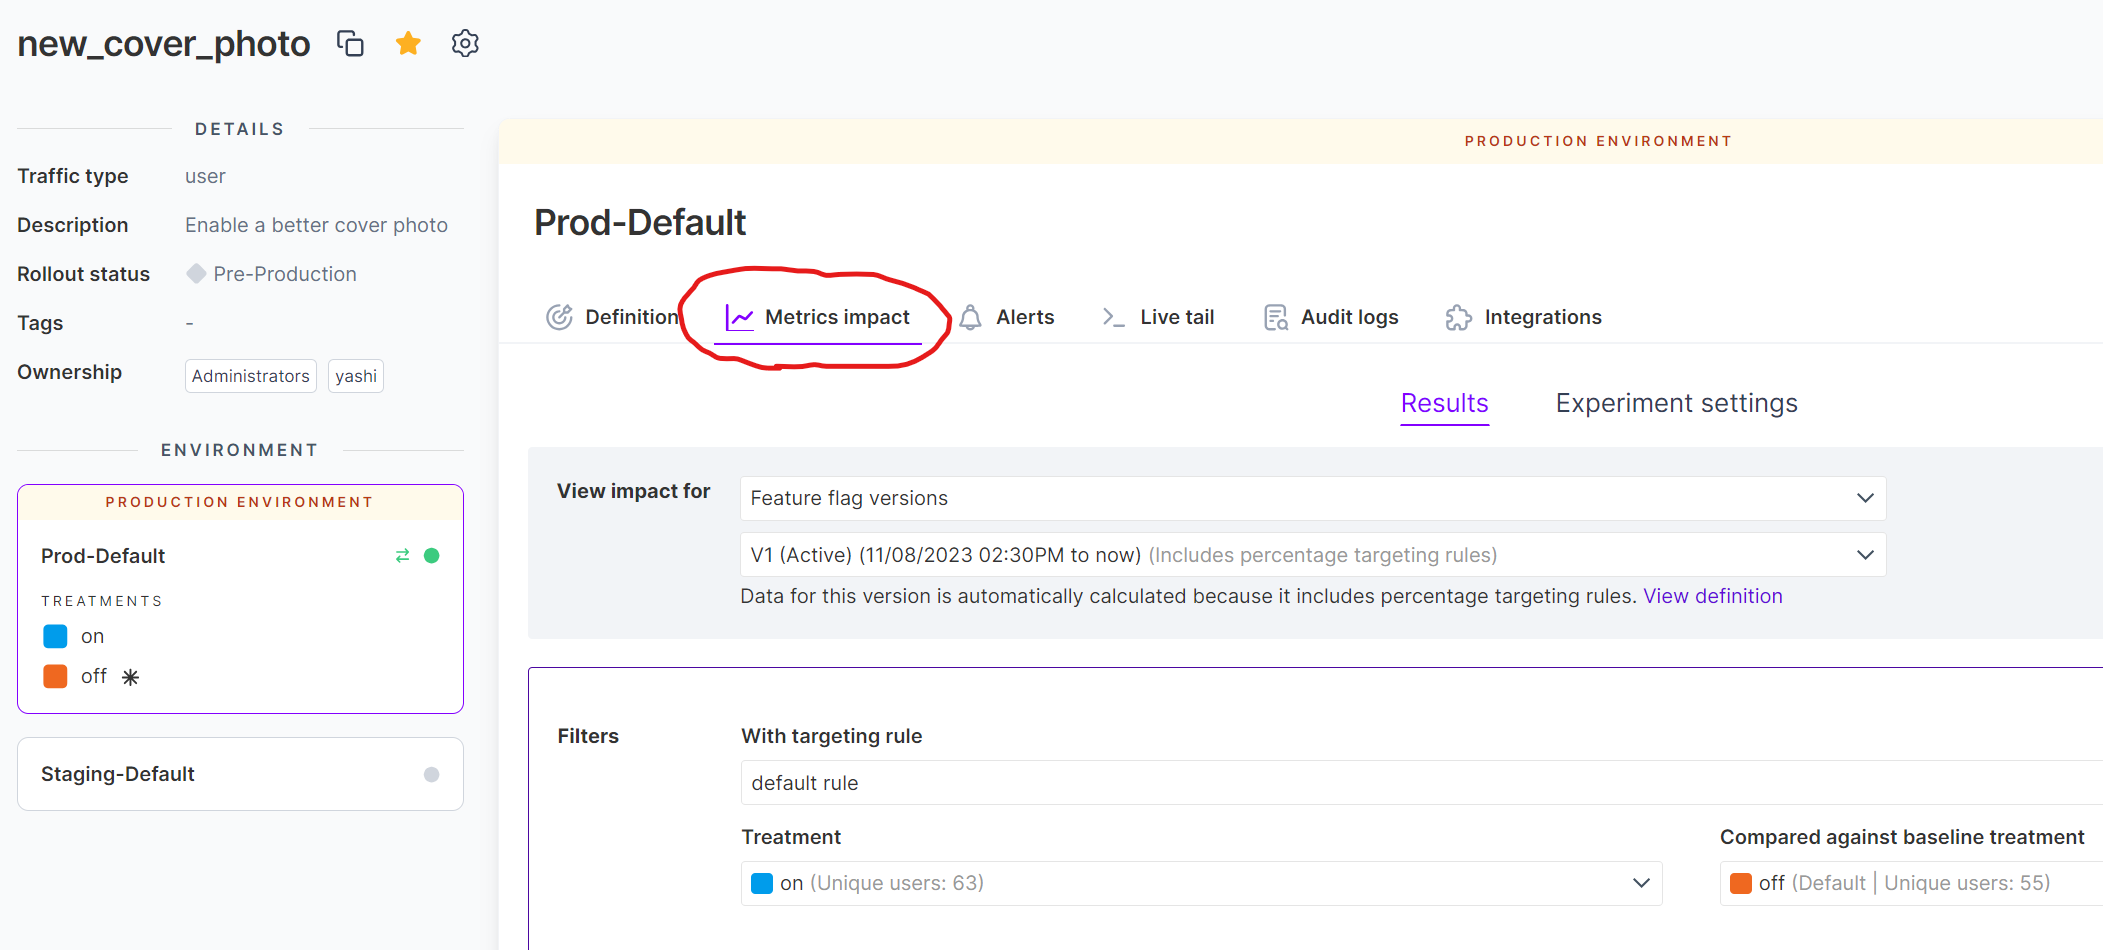 new_cover_photo
DETAILS
Traffic type user
Description Enable a better cover photo
Rollout status Pre-Production
Tags -
Ownership Administrators yashi
ENVIRONMENT
PRODUCTION ENVIRONMENT
Prod-Default
TREATMENTS
on
off
Staging-Default
PRODUCTION ENVIRONMENT
Prod-Default
Definition Metrics impact Alerts Live tail Audit logs Integrations
Results Experiment settings
View impact for Feature flag versions
V1 (Active) (11/08/2023 02:30PM to now) (Includes percentage targeting rules)
Data for this version is automatically calculated because it includes percentage targeting rules. View definition
Filters With targeting rule
default rule
Treatment Compared against baseline treatment
on (Unique users: 63) off (Default | Unique users: 55)